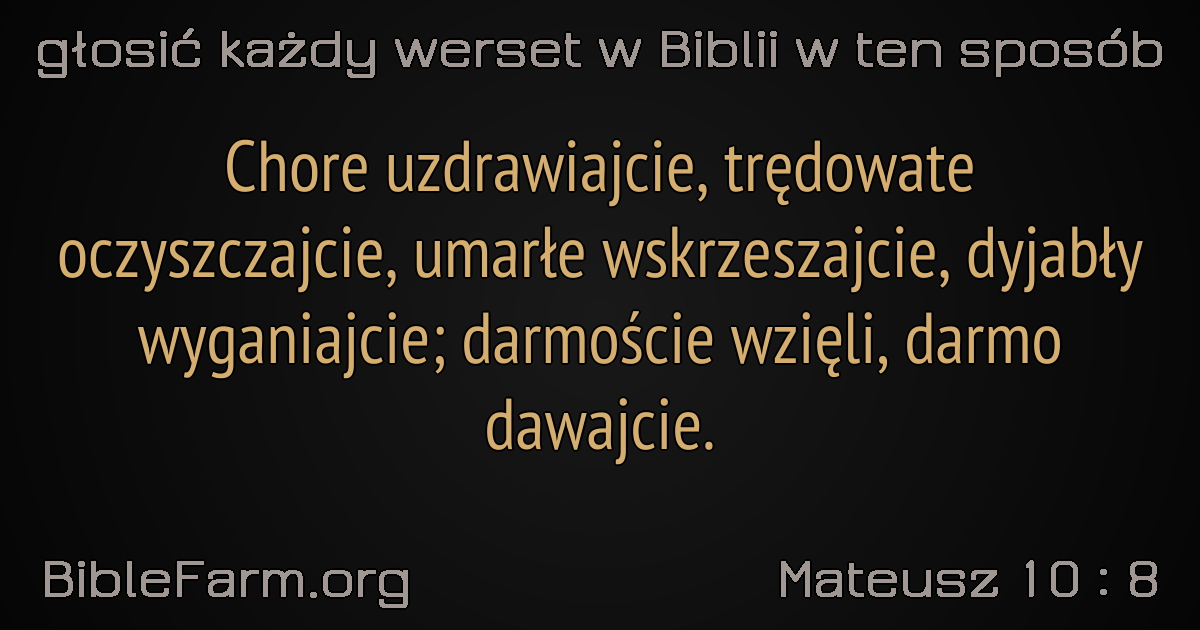 głosić każdy werset w Biblii w ten sposób
Chore uzdrawiajcie, trędowate
oczyszczajcie, umarłe wskrzeszajcie, dyjabły
wyganiajcie; darmoście wzięli, darmo
dawajcie.
BibleFarm.org
Mateusz 10 : 8